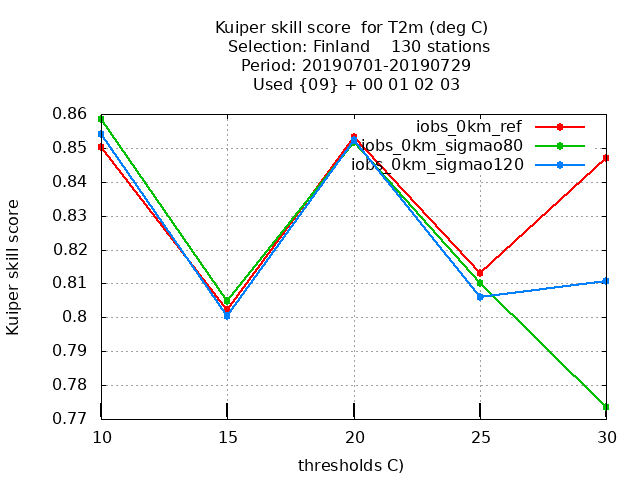 Kuiper skill score  for T2m (deg C)
Selection: Finland    130 stations
Period: 20190701-20190729
Used {09} + 00 01 02 03
iobs_0km_ref
iobs_0km_sigmao80
iobs_0km_sigmao120
Kuiper skill score
0.86
0.85
0.84
0.83
0.82
0.81
0.8
0.79
0.78
0.77
10 15 20 25 30
thresholds C)